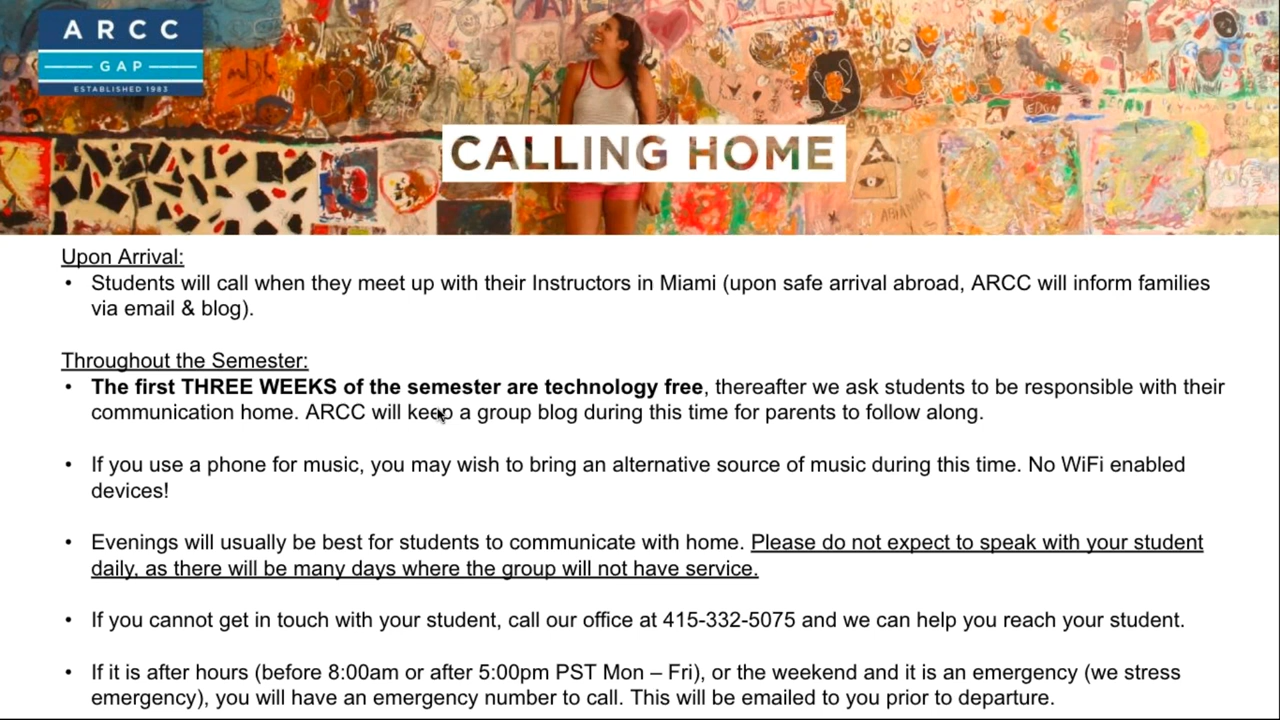 ARCC
GAP
ESTABLISHED 1983
CALLING HOME
Upon Arrival:
• Students will call when they meet up with their Instructors in Miami (upon safe arrival abroad, ARCC will inform families
via email & blog).
Throughout the Semester:
• The first THREE WEEKS of the semester are technology free, thereafter we ask students to be responsible with their
communication home. ARCC will keep a group blog during this time for parents to follow along.
• If you use a phone for music, you may wish to bring an alternative source of music during this time. No WiFi enabled
devices!
• Evenings will usually be best for students to communicate with home. Please do not expect to speak with your student
daily, as there will be many days where the group will not have service.
• If you cannot get in touch with your student, call our office at 415-332-5075 and we can help you reach your student.
• If it is after hours (before 8:00am or after 5:00pm PST Mon – Fri), or the weekend and it is an emergency (we stress
emergency), you will have an emergency number to call. This will be emailed to you prior to departure.